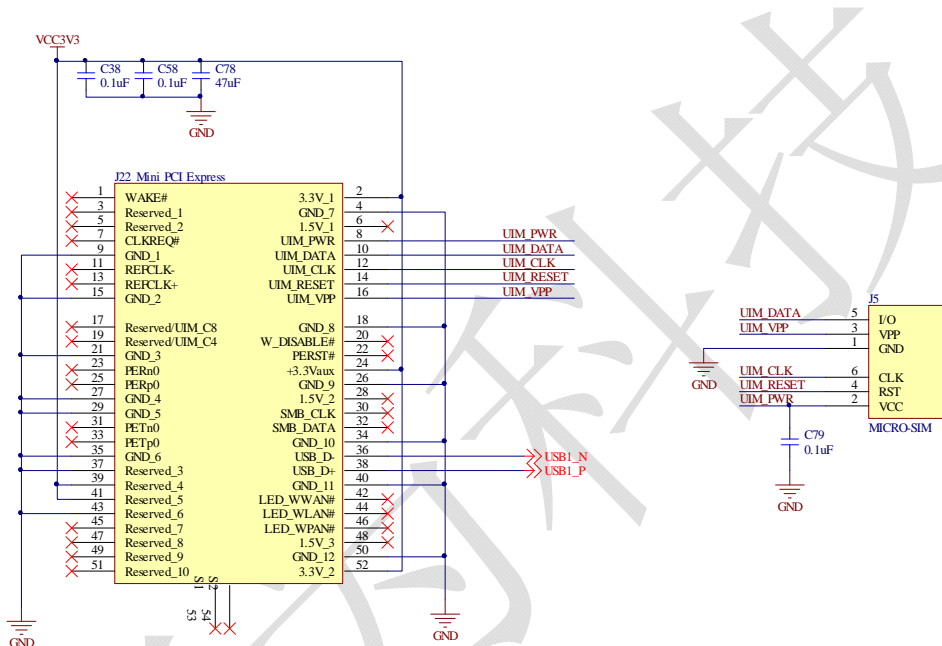 VCC3V3
C38
0.1uF
C58
0.1uF
C78
47uF
GND
J22 Mini PCI Express
1 WAKE# 3.3V_1 2
3 Reserved_1 GND_7 4
5 Reserved_2 1.5V_1 6
7 CLKREQ# UIM_PWR 8 UIM_PWR
9 GND_1 UIM_DATA 10 UIM_DATA
11 REFCLK- UIM_CLK 12 UIM_CLK
13 REFCLK+ UIM_RESET 14 UIM_RESET
15 GND_2 UIM_VPP 16 UIM_VPP
17 Reserved/UIM_C8 GND_8 18
19 Reserved/UIM_C4 W_DISABLE# 20
21 GND_3 PERST# 22
23 PERn0 +3.3Vaux 24
25 PERp0 GND_9 26
27 GND_4 1.5V_2 28
29 GND_5 SMB_CLK 30
31 PETn0 SMB_DATA 32
33 PETp0 GND_10 34
35 GND_6 USB_D- 36 USB1_N
37 Reserved_3 USB_D+ 38 USB1_P
39 Reserved_4 GND_11 40
41 Reserved_5 LED_WWAN# 42
43 Reserved_6 LED_WLAN# 44
45 Reserved_7 LED_WPAN# 46
47 Reserved_8 1.5V_3 48
49 Reserved_9 GND_12 50
51 Reserved_10 3.3V_2 52
S1 S2
53 54
GND
GND
J5
UIM_DATA 5 I/O
UIM_VPP 3 VPP
1 GND
GND
UIM_CLK 6 CLK
UIM_RESET 4 RST
UIM_PWR 2 VCC
MICRO-SIM
C79
0.1uF
GND
科技